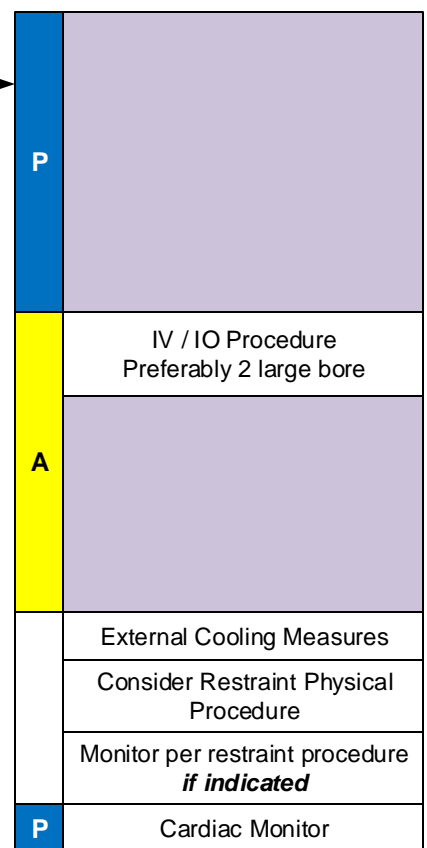 P
IV / IO Procedure
Preferably 2 large bore
A
External Cooling Measures
Consider Restraint Physical
Procedure
Monitor per restraint procedure
if indicated
P
Cardiac Monitor